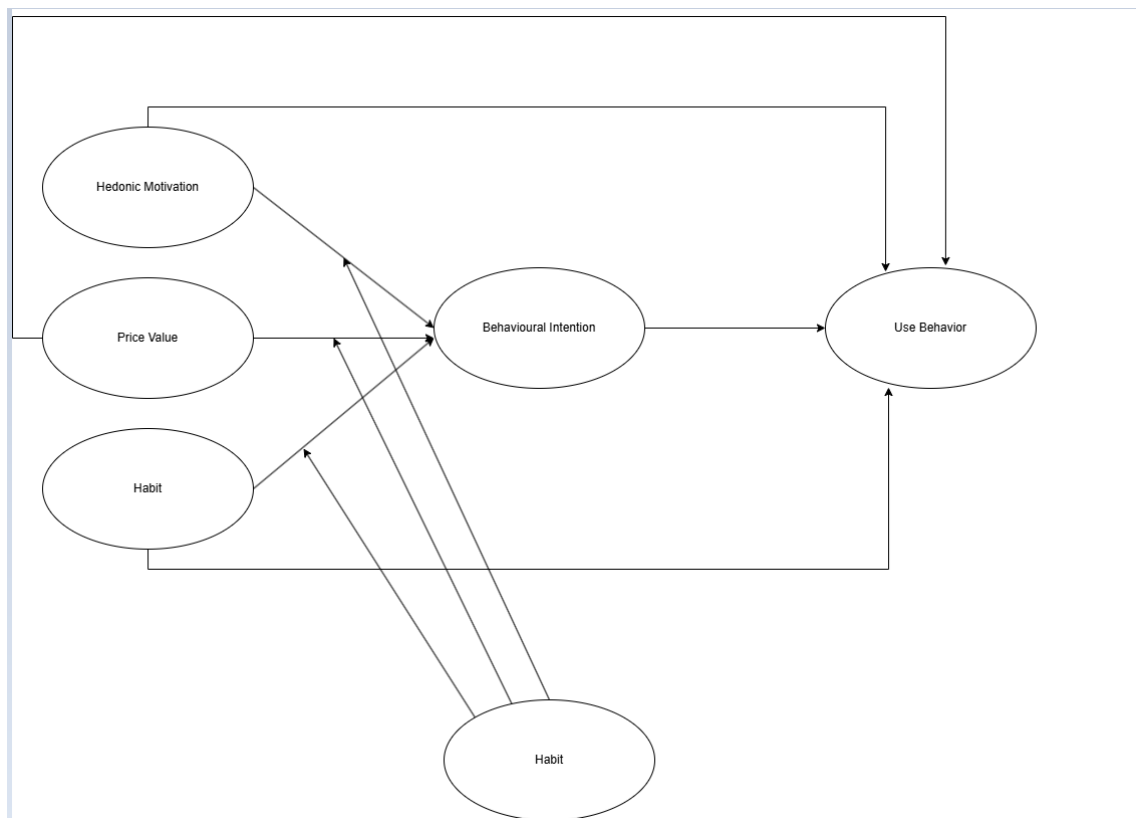 Hedonic Motivation
Price Value
Behavioural Intention
Use Behavior
Habit
Habit